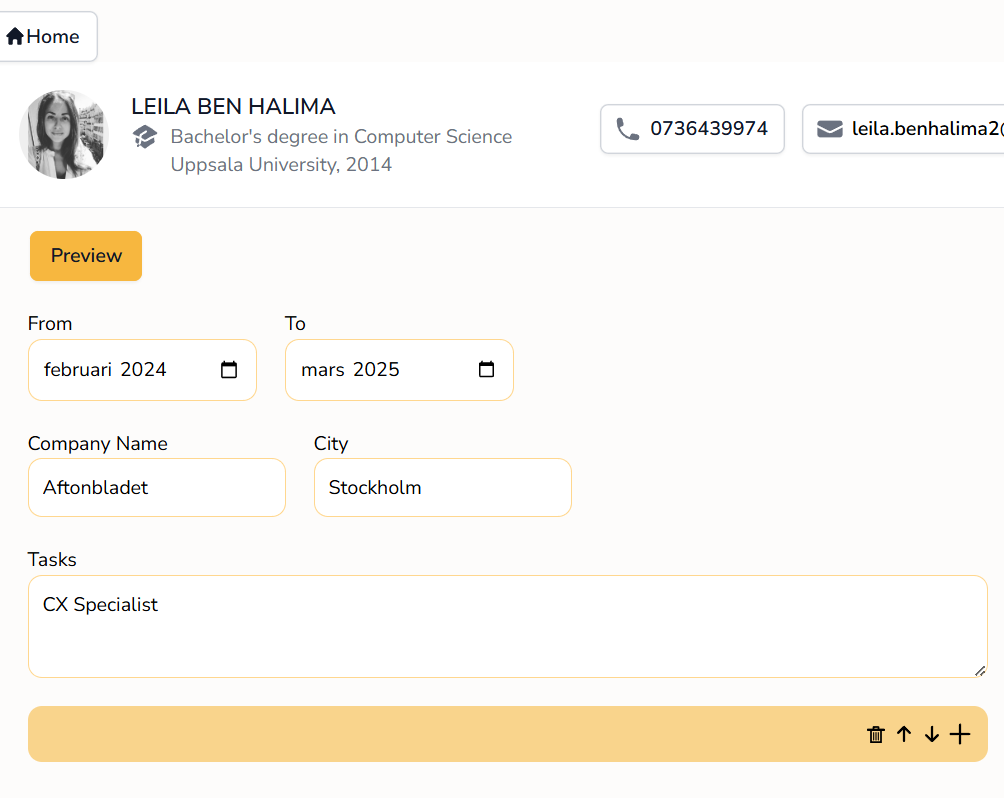 Home
LEILA BEN HALIMA
Bachelor's degree in Computer Science
Uppsala University, 2014
0736439974
leila.benhalima2@
Preview
From
To
februari 2024
mars 2025
Company Name
City
Aftonbladet
Stockholm
Tasks
CX Specialist